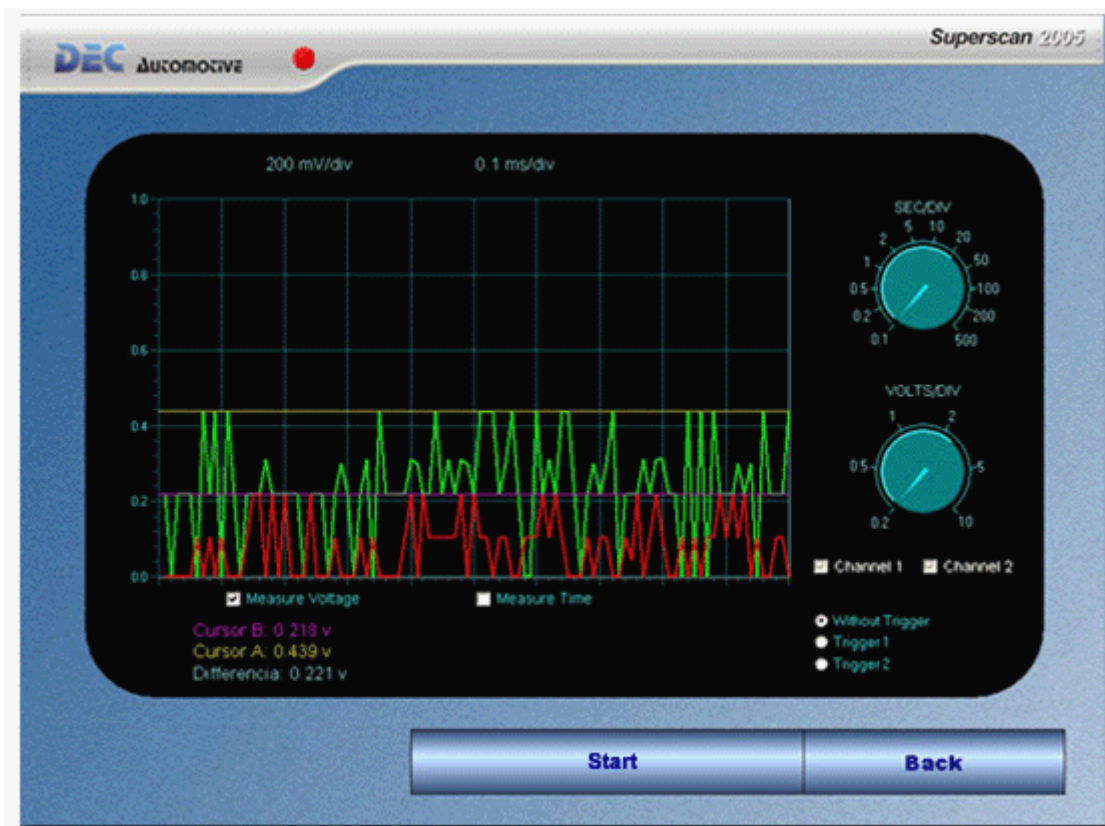 Superscan 2005
DEC Automotive
200 mV/div 0.1 ms/div
1.0
0.8
0.6
0.4
0.2
0.0
SEC/DIV
0.1 0.2 0.5 1 2 5 10 20 50 100 200 500
VOLTS/DIV
0.2 0.5 1 2 5 10
Channel 1 Channel 2
Measure Voltage Measure Time
Cursor B: 0.218 v
Cursor A: 0.439 v
Differencia: 0.221 v
Without Trigger
Trigger 1
Trigger 2
Start Back